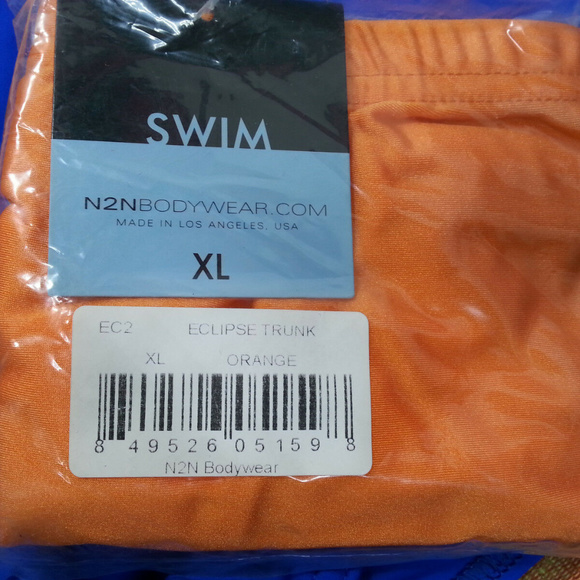 SWIM
N2NBODYWEAR.COM
MADE IN LOS ANGELES, USA
XL
EC2 ECLIPSE TRUNK
XL ORANGE
8 49526 05159 8
N2N Bodywear